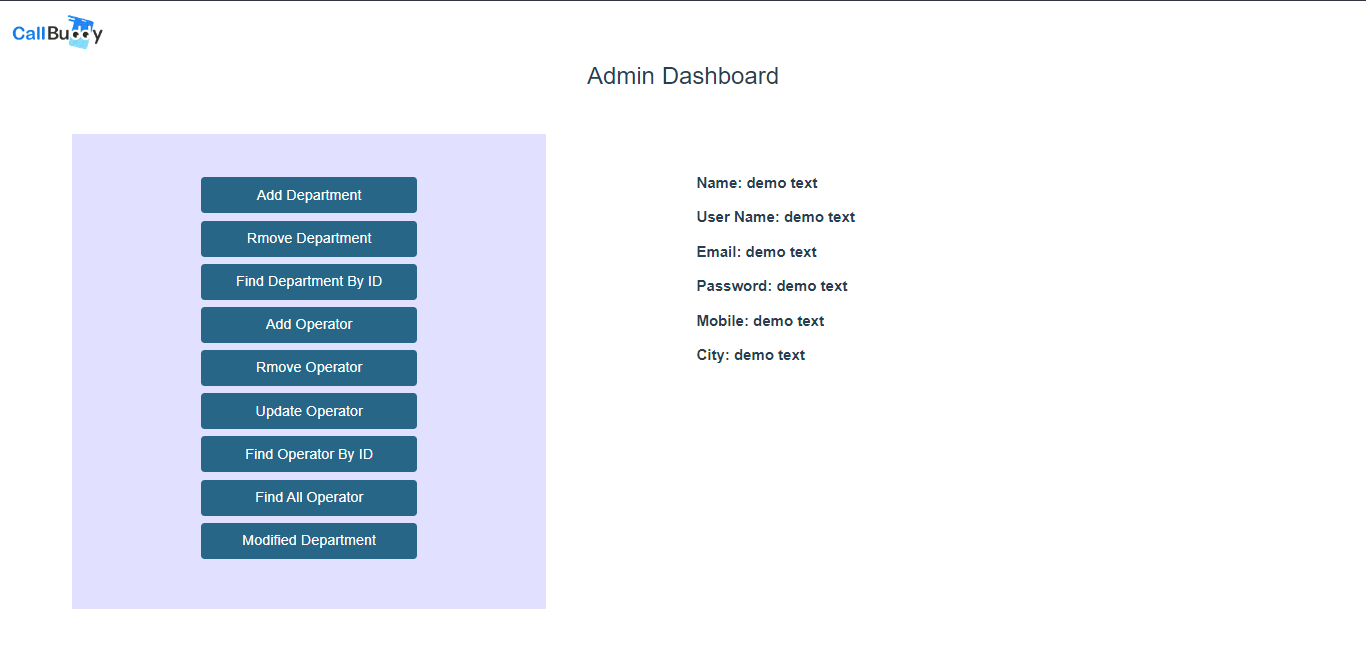 CallBuddy
Admin Dashboard
Add Department
Rmove Department
Find Department By ID
Add Operator
Rmove Operator
Update Operator
Find Operator By ID
Find All Operator
Modified Department
Name: demo text
User Name: demo text
Email: demo text
Password: demo text
Mobile: demo text
City: demo text